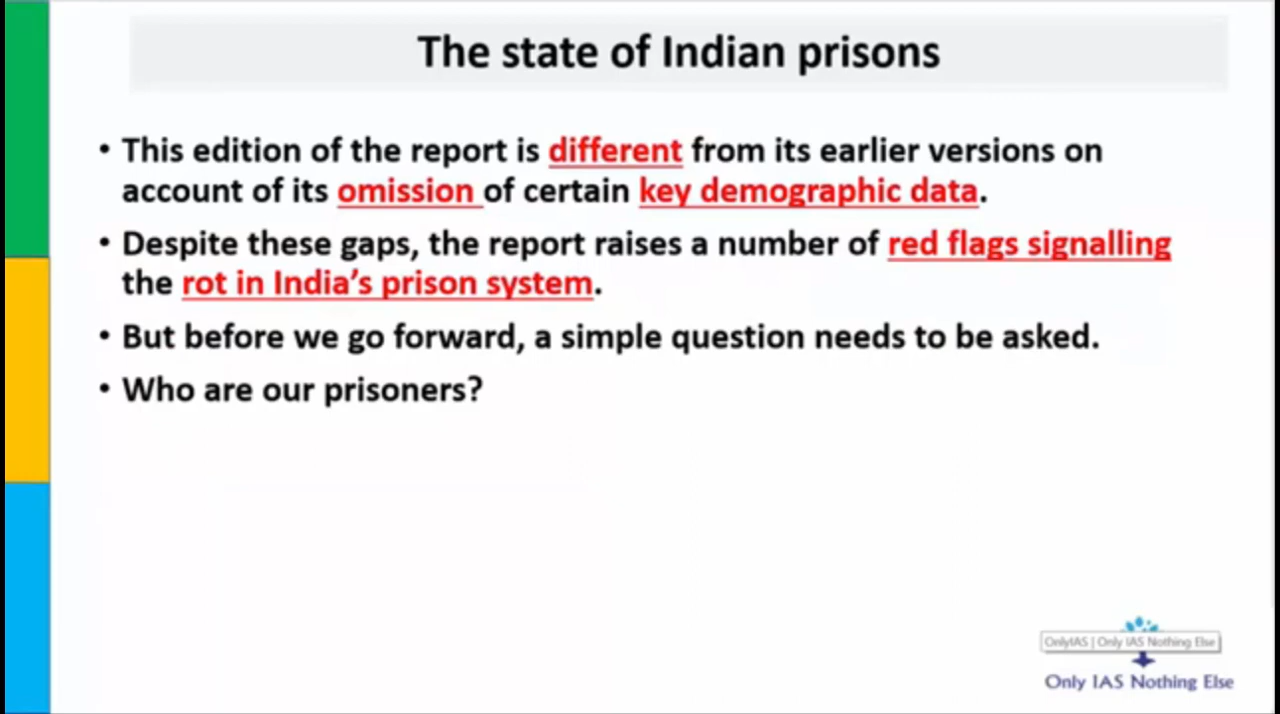 The state of Indian prisons
• This edition of the report is different from its earlier versions on
account of its omission of certain key demographic data.
• Despite these gaps, the report raises a number of red flags signalling
the rot in India's prison system.
• But before we go forward, a simple question needs to be asked.
• Who are our prisoners?
OnlyIAS | Only IAS Nothing Else
Only IAS Nothing Else